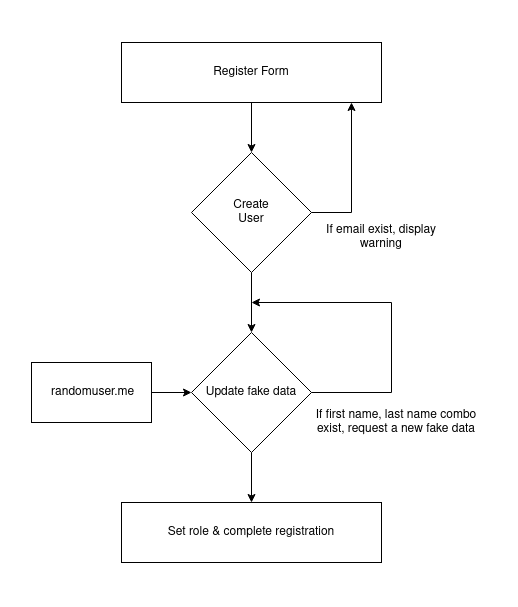 Register Form
Create
User
If email exist, display
warning
randomuser.me
Update fake data
If first name, last name combo
exist, request a new fake data
Set role & complete registration